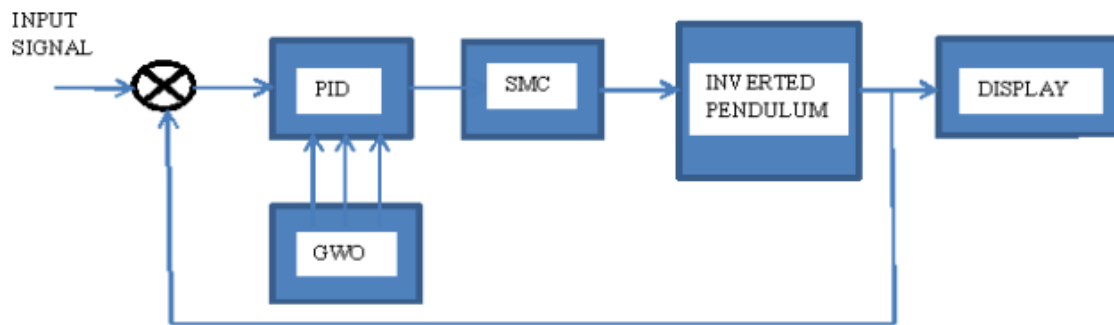 INPUT
SIGNAL
PID
SMC
INVERTED
PENDULUM
DISPLAY
GWO